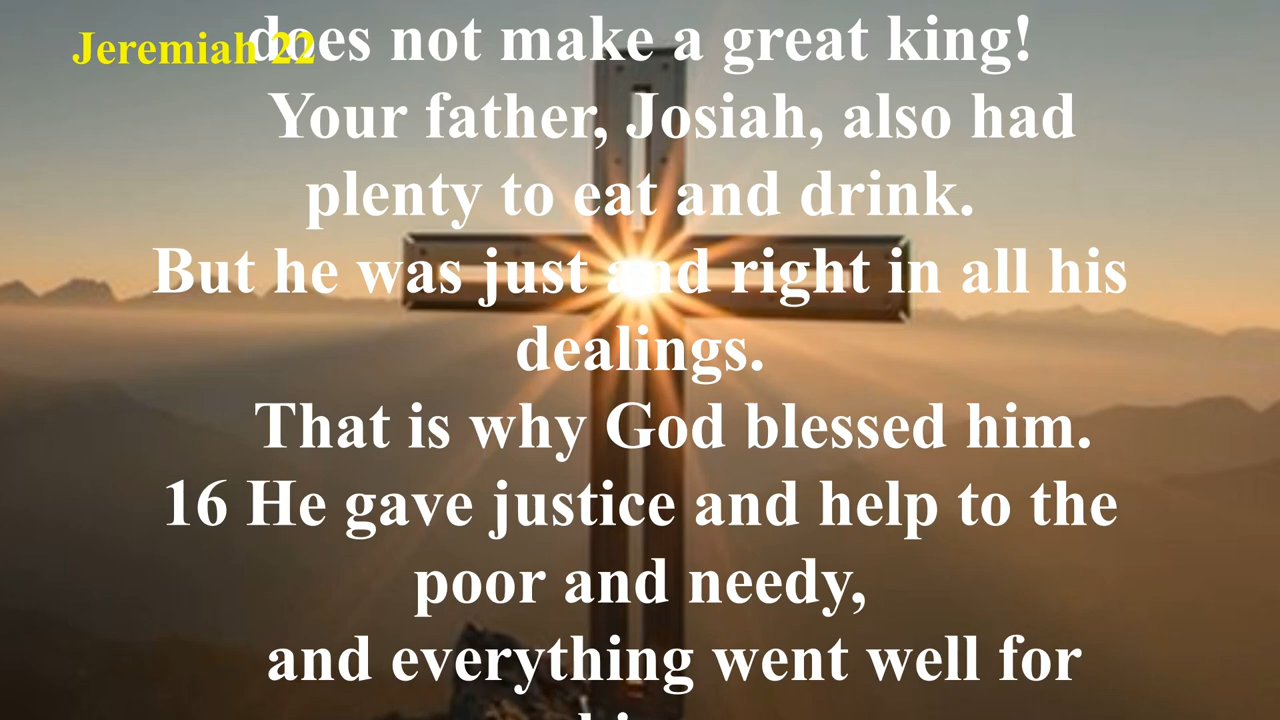 Jeremiah 22
does not make a great king!
Your father, Josiah, also had
plenty to eat and drink.
But he was just and right in all his
dealings.
That is why God blessed him.
16 He gave justice and help to the
poor and needy,
and everything went well for